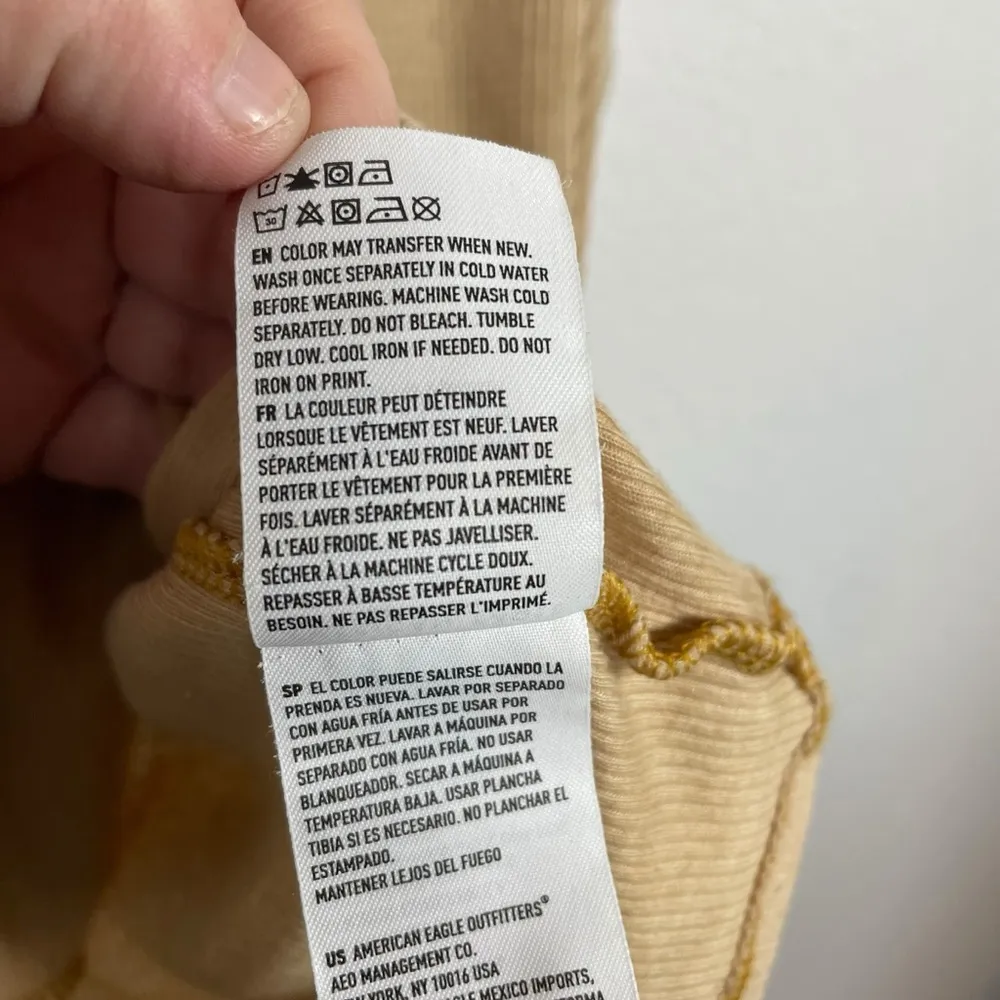 30
EN COLOR MAY TRANSFER WHEN NEW.
WASH ONCE SEPARATELY IN COLD WATER
BEFORE WEARING. MACHINE WASH COLD
SEPARATELY. DO NOT BLEACH. TUMBLE
DRY LOW. COOL IRON IF NEEDED. DO NOT
IRON ON PRINT.
FR LA COULEUR PEUT DÉTEINDRE
LORSQUE LE VÊTEMENT EST NEUF. LAVER
SÉPARÉMENT À L'EAU FROIDE AVANT DE
PORTER LE VÊTEMENT POUR LA PREMIÈRE
FOIS. LAVER SÉPARÉMENT À LA MACHINE
À L'EAU FROIDE. NE PAS JAVELLISER.
SÉCHER À LA MACHINE CYCLE DOUX.
REPASSER À BASSE TEMPÉRATURE AU
BESOIN. NE PAS REPASSER L'IMPRIMÉ.
SP EL COLOR PUEDE SALIRSE CUANDO LA
PRENDA ES NUEVA. LAVAR POR SEPARADO
CON AGUA FRÍA ANTES DE USAR POR
PRIMERA VEZ. LAVAR A MÁQUINA POR
SEPARADO CON AGUA FRÍA. NO USAR
BLANQUEADOR. SECAR A MÁQUINA A
TEMPERATURA BAJA. USAR PLANCHA
TIBIA SI ES NECESARIO. NO PLANCHAR EL
ESTAMPADO.
MANTENER LEJOS DEL FUEGO
US AMERICAN EAGLE OUTFITTERS®
AEO MANAGEMENT CO.
YORK, NY 10016 USA
MEXICO IMPORTS,